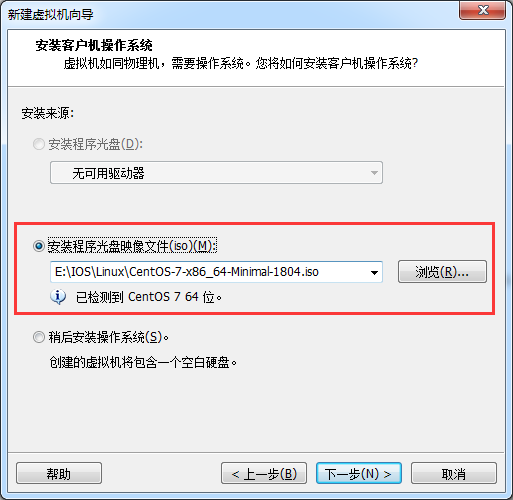 新建虚拟机向导
安装客户机操作系统
虚拟机如同物理机，需要操作系统。您将如何安装客户机操作系统?
安装来源:
安装程序光盘(D):
无可用驱动器
安装程序光盘映像文件(iso)(M):
E:\IOS\Linux\CentOS-7-x86_64-Minimal-1804.iso
浏览(R)...
已检测到 CentOS 7 64 位。
稍后安装操作系统(S)。
创建的虚拟机将包含一个空白硬盘。
帮助
< 上一步(B)
下一步(N) >
取消